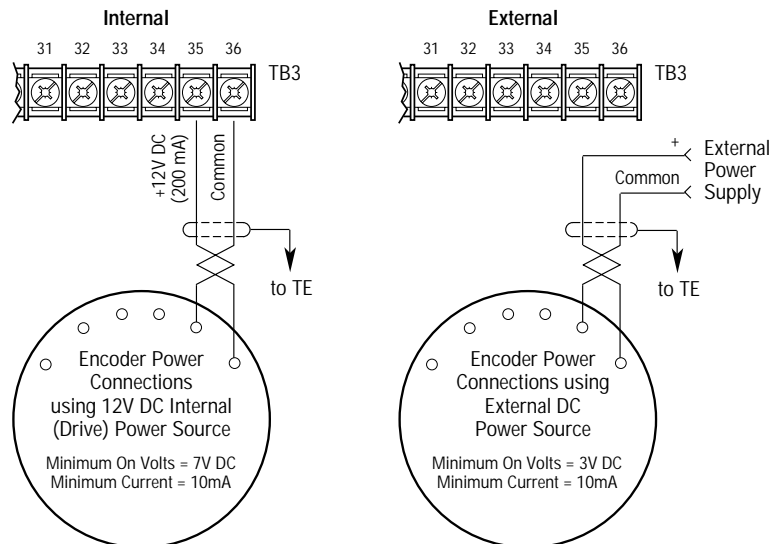 Internal
31 32 33 34 35 36
TB3
+12V DC
(200 mA)
Common
to TE
Encoder Power
Connections
using 12V DC Internal
(Drive) Power Source
Minimum On Volts = 7V DC
Minimum Current = 10mA
External
31 32 33 34 35 36
TB3
+
External
Power
Supply
Common
to TE
Encoder Power
Connections using
External DC
Power Source
Minimum On Volts = 3V DC
Minimum Current = 10mA